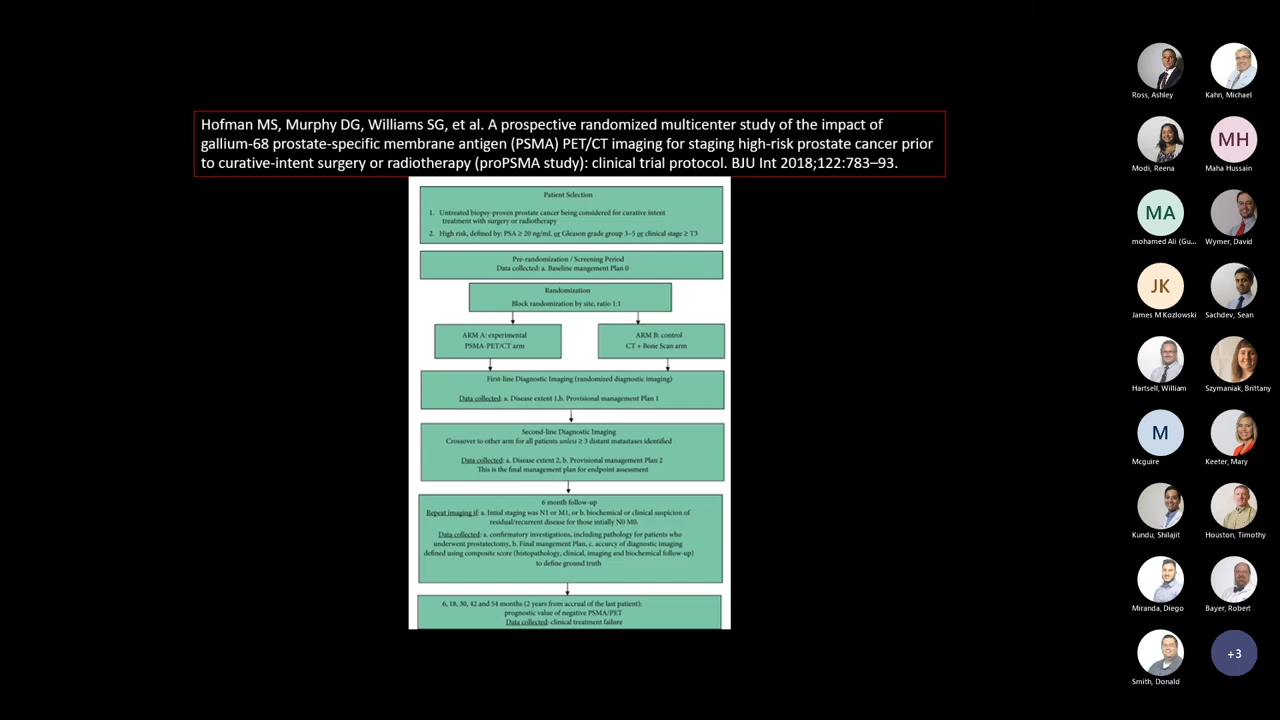 Hofman MS, Murphy DG, Williams SG, et al. A prospective randomized multicenter study of the impact of
gallium-68 prostate-specific membrane antigen (PSMA) PET/CT imaging for staging high-risk prostate cancer prior
to curative-intent surgery or radiotherapy (proPSMA study): clinical trial protocol. BJU Int 2018;122:783–93.
Patient Selection
1. Untreated biopsy-proven prostate cancer being considered for curative intent
treatment with surgery or radiotherapy
2. High risk, defined by: PSA ≥ 20 ng/mL or Gleason grade group 3–5 or clinical stage ≥ T3
Pre-randomization / Screening Period
Data collected: a. Baseline mangement Plan 0
Randomization
Block randomization by site, ratio 1:1
ARM A: experimental
PSMA-PET/CT arm
ARM B: control
CT + Bone Scan arm
First-line Diagnostic Imaging (randomized diagnostic imaging)
Data collected: a. Disease extent 1,b. Provisional management Plan 1
Second-line Diagnostic Imaging
Crossover to other arm for all patients unless ≥ 3 distant metastases identified
Data collected: a. Disease extent 2, b. Provisional management Plan 2
This is the final management plan for endpoint assessment
6 month follow-up
Repeat imaging if: a. Intial staging was N1 or M1, or b. biochemical or clinical suspicion of
residual/recurrent disease for those intially N0 M0.
Data collected: a. confirmatory investigations, including pathology for patients who
underwent prostatectomy, b. Final mangement Plan, c. accurcy of diagnostic imaging
defined using composite score (histopathology, clinical, imaging and biochemical follow-up)
to define ground truth
6, 18, 30, 42 and 54 months (2 years from accrual of the last patient):
prognostic value of negative PSMA/PET
Data collected: clinical treatment failure
Ross, Ashley
Kahn, Michael
MH
Modi, Reena
Maha Hussain
MA
mohamed Ali (Gu...
Wymer, David
JK
James M Kozlowski
Sachdev, Sean
Hartsell, William
Szymaniak, Brittany
M
Mcguire
Keeter, Mary
Kundu, Shilajit
Houston, Timothy
Miranda, Diego
Bayer, Robert
+3
Smith, Donald